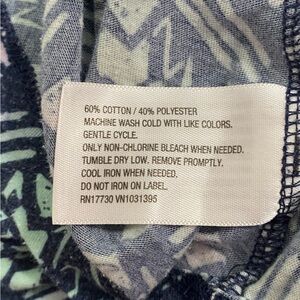 60% COTTON / 40% POLYESTER
MACHINE WASH COLD WITH LIKE COLORS.
GENTLE CYCLE.
ONLY NON-CHLORINE BLEACH WHEN NEEDED.
TUMBLE DRY LOW. REMOVE PROMPTLY.
COOL IRON WHEN NEEDED.
DO NOT IRON ON LABEL.
RN17730 VN1031395